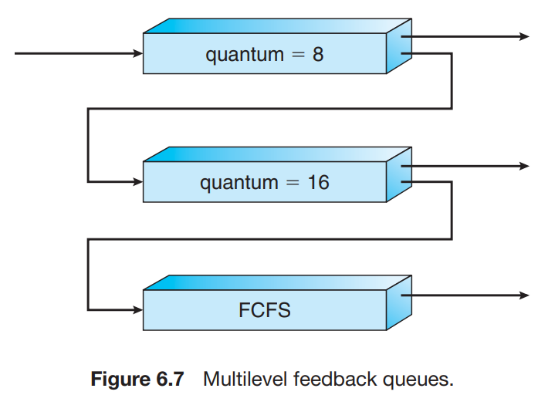 quantum = 8
quantum = 16
FCFS
Figure 6.7 Multilevel feedback queues.